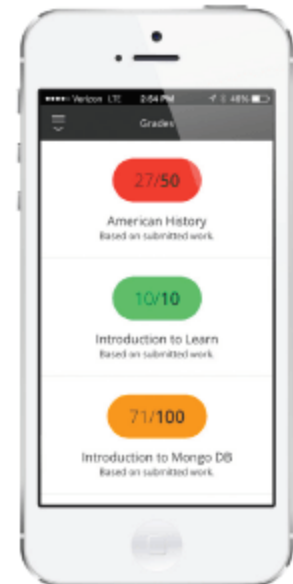 Verizon LTE 2:54 PM 48%
Grades
27/50
American History
Based on submitted work.
10/10
Introduction to Learn
Based on submitted work.
71/100
Introduction to Mongo DB
Based on submitted work.